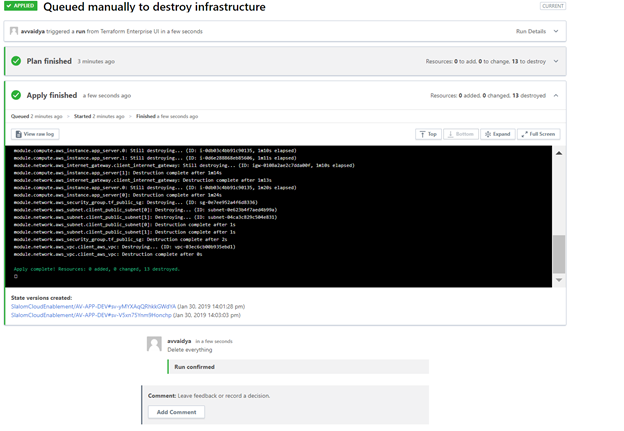 APPLIED Queued manually to destroy infrastructure CURRENT
avvaidya triggered a run from Terraform Enterprise UI in a few seconds Run Details
Plan finished 3 minutes ago Resources: 0 to add, 0 to change, 13 to destroy
Apply finished a few seconds ago Resources: 0 added, 0 changed, 13 destroyed
Queued 2 minutes ago > Started 2 minutes ago > Finished a few seconds ago
View raw log Top Bottom Expand Full Screen
module.compute.aws_instance.app_server.0: Still destroying... (ID: i-0db03c46b91c90135, 1m10s elapsed)
module.compute.aws_instance.app_server.1: Still destroying... (ID: i-0d6e288868eb85606, 1m10s elapsed)
module.network.aws_internet_gateway.client_internet_gateway: Still destroying... (ID: igw-0100a2ae2c7dda00f, 1m10s elapsed)
module.compute.aws_instance.app_server[1]: Destruction complete after 1m14s
module.network.aws_internet_gateway.client_internet_gateway: Destruction complete after 1m13s
module.compute.aws_instance.app_server.0: Still destroying... (ID: i-0db03c46b91c90135, 1m20s elapsed)
module.compute.aws_instance.app_server[0]: Destruction complete after 1m24s
module.network.aws_security_group.tf_public_sg: Destroying... (ID: sg-0e7ee952a4f6d8336)
module.network.aws_subnet.client_public_subnet[0]: Destroying... (ID: subnet-0e623b4f7aed4b99a)
module.network.aws_subnet.client_public_subnet[1]: Destroying... (ID: subnet-04ca3c829c504e831)
module.network.aws_subnet.client_public_subnet[0]: Destruction complete after 1s
module.network.aws_subnet.client_public_subnet[1]: Destruction complete after 1s
module.network.aws_security_group.tf_public_sg: Destruction complete after 2s
module.network.aws_vpc.client_aws_vpc: Destroying... (ID: vpc-03ec6cb00b935ebd1)
module.network.aws_vpc.client_aws_vpc: Destruction complete after 0s
Apply complete! Resources: 0 added, 0 changed, 13 destroyed.
State versions created:
SlalomCloudEnablement/AV-APP-DEV#sv-yMYXAqQRhkkGWdYA (Jan 30, 2019 14:01:28 pm)
SlalomCloudEnablement/AV-APP-DEV#sv-V5xn75Ynm9Honchp (Jan 30, 2019 14:03:03 pm)
avvaidya in a few seconds
Delete everything
Run confirmed
Comment: Leave feedback or record a decision.
Add Comment